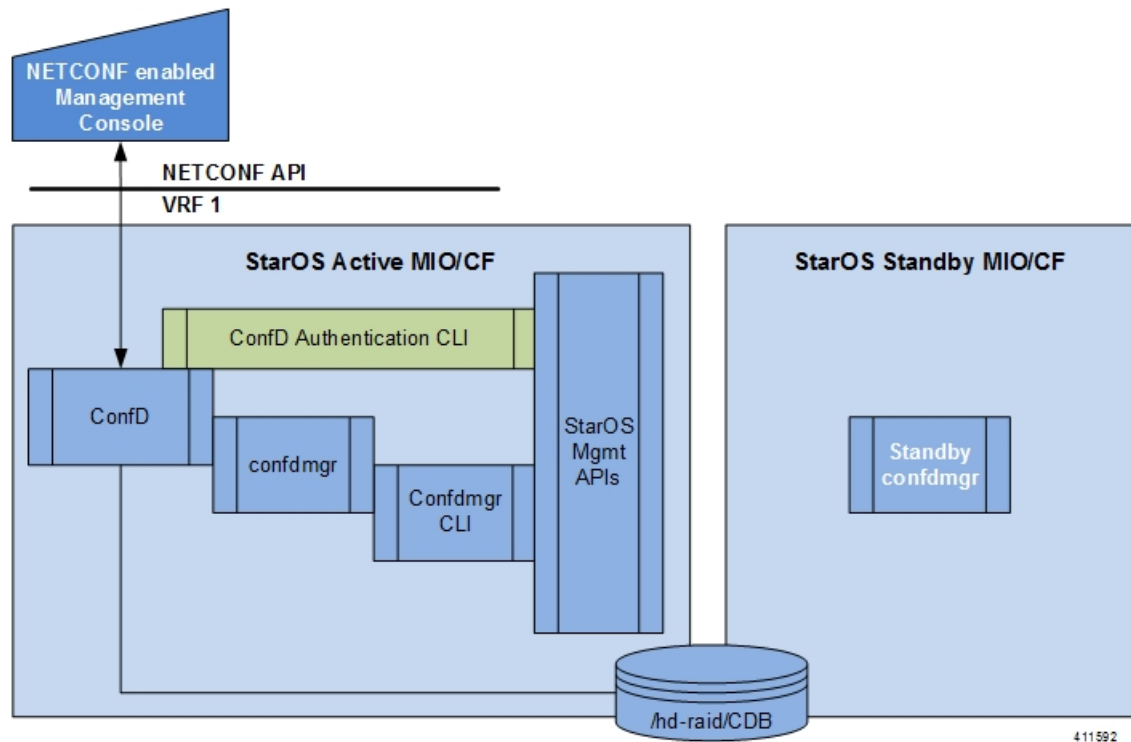 NETCONF enabled
Management
Console
NETCONF API
VRF 1
StarOS Active MIO/CF
StarOS Standby MIO/CF
ConfD Authentication CLI
ConfD
confdmgr
Confdmgr
CLI
StarOS
Mgmt
APIs
Standby
confdmgr
/hd-raid/CDB
411592